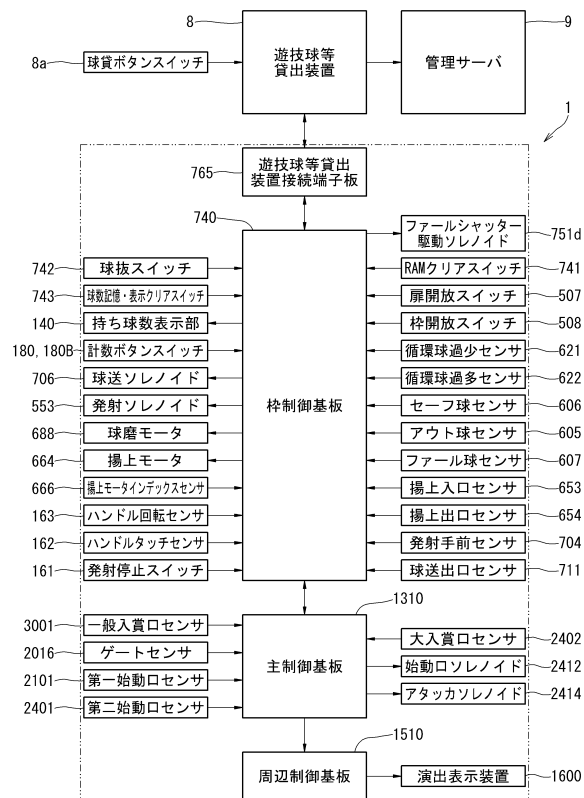 8
9
8a
球貸ボタンスイッチ
遊技球等
貸出装置
管理サーバ
1
765
遊技球等貸出
装置接続端子板
740
ファールシャッター
駆動ソレノイド
751d
742
球抜スイッチ
RAMクリアスイッチ
741
743
球数記憶・表示クリアスイッチ
扉開放スイッチ
507
140
持ち球数表示部
枠開放スイッチ
508
180, 180B
計数ボタンスイッチ
循環球過少センサ
621
706
球送ソレノイド
循環球過多センサ
622
553
発射ソレノイド
枠制御基板
セーフ球センサ
606
688
球磨モータ
アウト球センサ
605
664
揚上モータ
ファール球センサ
607
666
揚上モータインデックスセンサ
揚上入口センサ
653
163
ハンドル回転センサ
揚上出口センサ
654
162
ハンドルタッチセンサ
発射手前センサ
704
161
発射停止スイッチ
球送出口センサ
711
1310
3001
一般入賞口センサ
大入賞口センサ
2402
2016
ゲートセンサ
主制御基板
始動口ソレノイド
2412
2101
第一始動口センサ
アタッカソレノイド
2414
2401
第二始動口センサ
1510
周辺制御基板
演出表示装置
1600